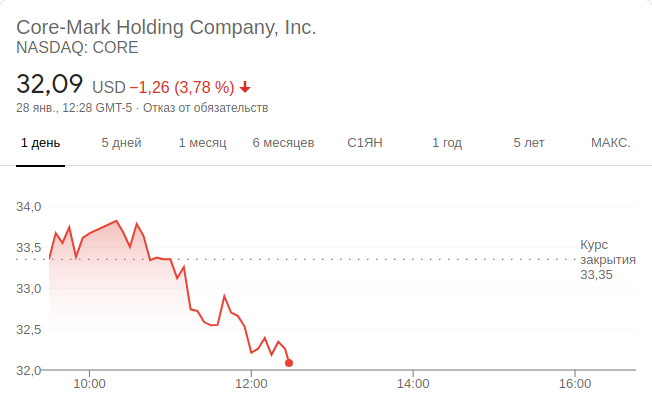 Core-Mark Holding Company, Inc.
NASDAQ: CORE
32,09 USD −1,26 (3,78 %)
28 янв., 12:28 GMT-5 · Отказ от обязательств
1 день 5 дней 1 месяц 6 месяцев С1ЯН 1 год 5 лет МАКС.
34,0
33,5
Курс
закрытия
33,35
33,0
32,5
32,0
10:00 12:00 14:00 16:00